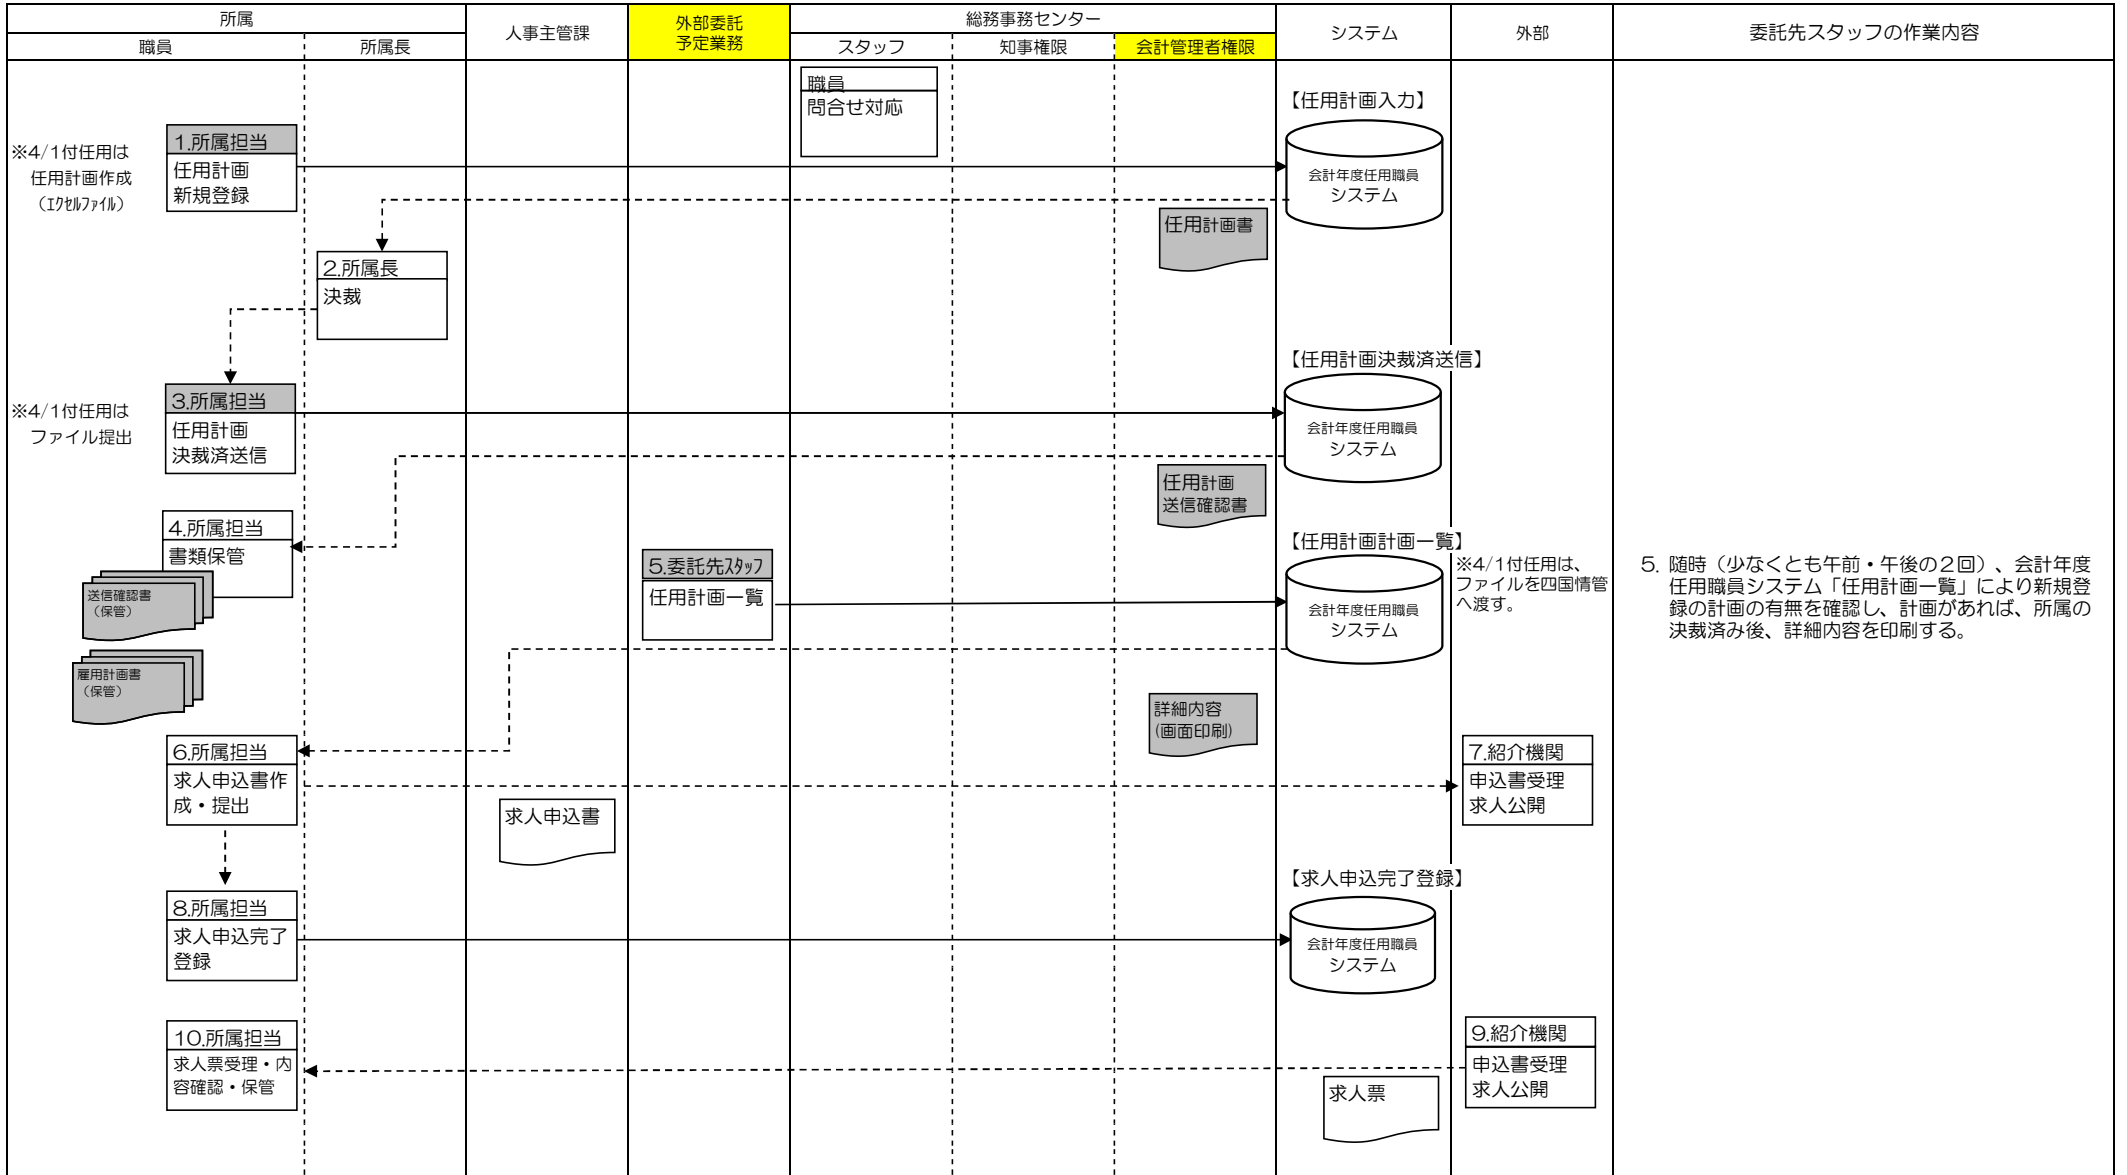 所属
人事主管課
外部委託
予定業務
総務事務センター
システム
外部
委託先スタッフの作業内容
職員
所属長
スタッフ
知事権限
会計管理者権限
職員
問合せ対応
【任用計画入力】
※4/1付任用は
任用計画作成
（ｴｸｾﾙﾌｧｲﾙ）
1.所属担当
任用計画
新規登録
会計年度任用職員
システム
任用計画書
2.所属長
決裁
【任用計画決裁済送信】
※4/1付任用は
ファイル提出
3.所属担当
任用計画
決裁済送信
会計年度任用職員
システム
任用計画
送信確認書
4.所属担当
書類保管
送信確認書
（保管）
雇用計画書
（保管）
5.委託先ｽﾀｯﾌ
任用計画一覧
【任用計画計画一覧】
会計年度任用職員
システム
※4/1付任用は、
ファイルを四国情管
へ渡す。
5. 随時（少なくとも午前・午後の２回）、会計年度
任用職員システム「任用計画一覧」により新規登
録の計画の有無を確認し、計画があれば、所属の
決裁済み後、詳細内容を印刷する。
詳細内容
(画面印刷)
6.所属担当
求人申込書作
成・提出
7.紹介機関
申込書受理
求人公開
求人申込書
【求人申込完了登録】
8.所属担当
求人申込完了
登録
会計年度任用職員
システム
10.所属担当
求人票受理・内
容確認・保管
9.紹介機関
申込書受理
求人公開
求人票